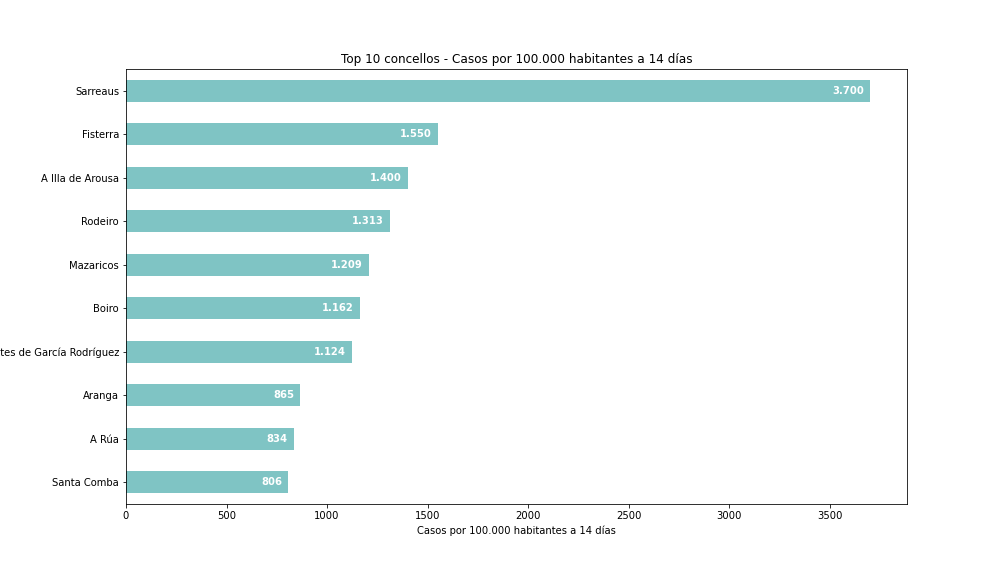 Top 10 concellos - Casos por 100.000 habitantes a 14 días
Sarreaus 3.700
Fisterra 1.550
A Illa de Arousa 1.400
Rodeiro 1.313
Mazaricos 1.209
Boiro 1.162
tes de García Rodríguez 1.124
Aranga 865
A Rúa 834
Santa Comba 806
0 500 1000 1500 2000 2500 3000 3500
Casos por 100.000 habitantes a 14 días